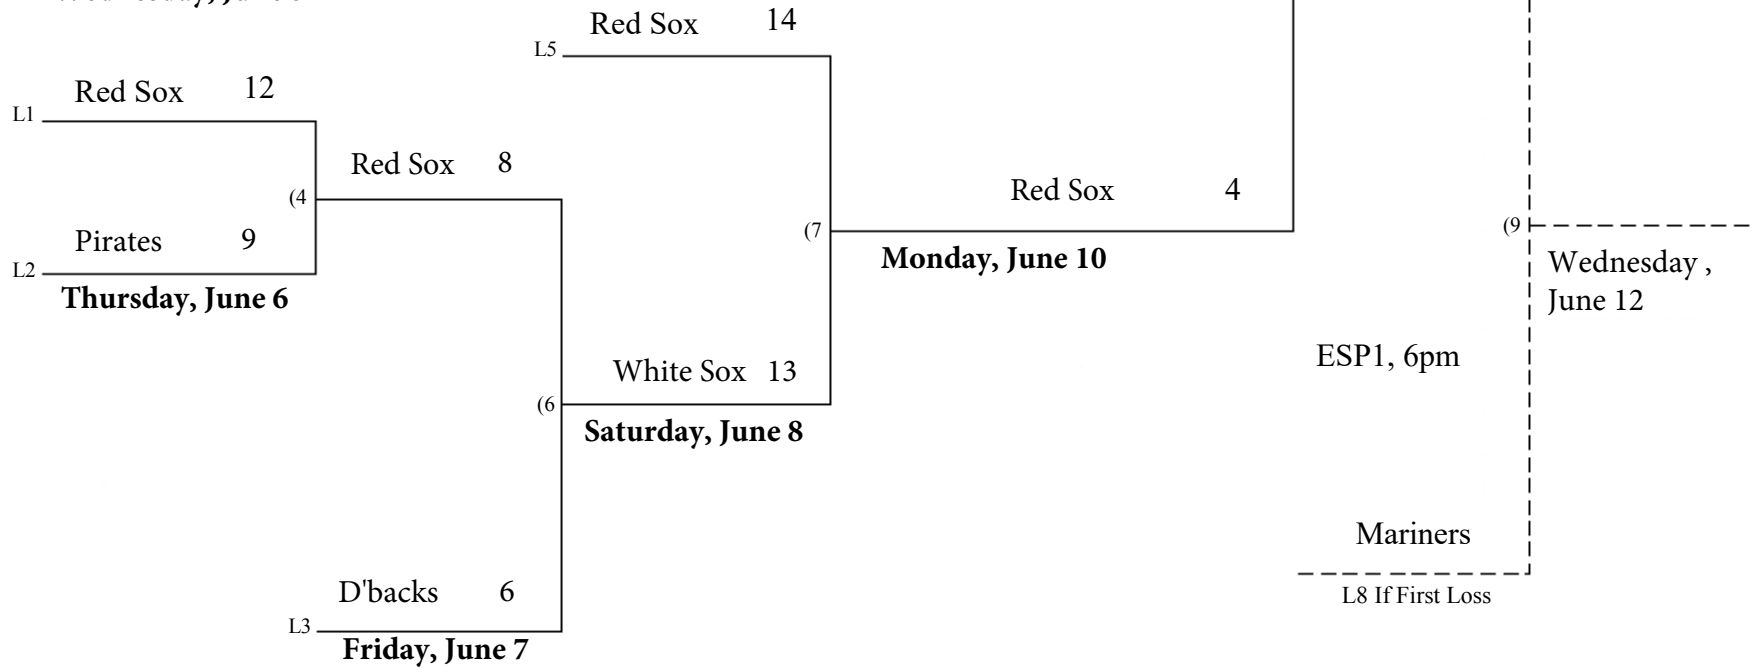 Red Sox 14
L5
Red Sox 12
L1
Red Sox 8
(4
Pirates 9
L2
Thursday, June 6
Red Sox 4
(7
Monday, June 10
(9
Wednesday ,
June 12
ESP1, 6pm
White Sox 13
(6
Saturday, June 8
Mariners
L8 If First Loss
D'backs 6
L3
Friday, June 7